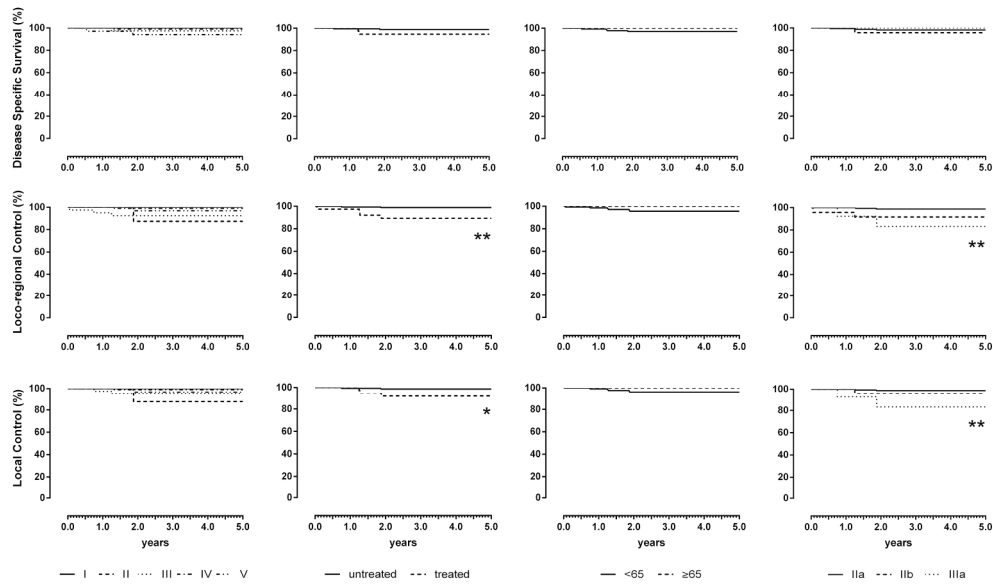 Disease Specific Survival (%)
100 100 100 100
80 80 80 80
60 60 60 60
40 40 40 40
20 20 20 20
0 0 0 0
0.0 1.0 2.0 3.0 4.0 5.0 0.0 1.0 2.0 3.0 4.0 5.0 0.0 1.0 2.0 3.0 4.0 5.0 0.0 1.0 2.0 3.0 4.0 5.0
Loco-regional Control (%)
100 100 100 100
80 80 80 80
** **
60 60 60 60
40 40 40 40
20 20 20 20
0 0 0 0
0.0 1.0 2.0 3.0 4.0 5.0 0.0 1.0 2.0 3.0 4.0 5.0 0.0 1.0 2.0 3.0 4.0 5.0 0.0 1.0 2.0 3.0 4.0 5.0
Local Control (%)
100 100 100 100
80 80 80 80
* **
60 60 60 60
40 40 40 40
20 20 20 20
0 0 0 0
0.0 1.0 2.0 3.0 4.0 5.0 0.0 1.0 2.0 3.0 4.0 5.0 0.0 1.0 2.0 3.0 4.0 5.0 0.0 1.0 2.0 3.0 4.0 5.0
years years years years
I II III IV V untreated treated <65 ≥65 IIa IIb IIIa